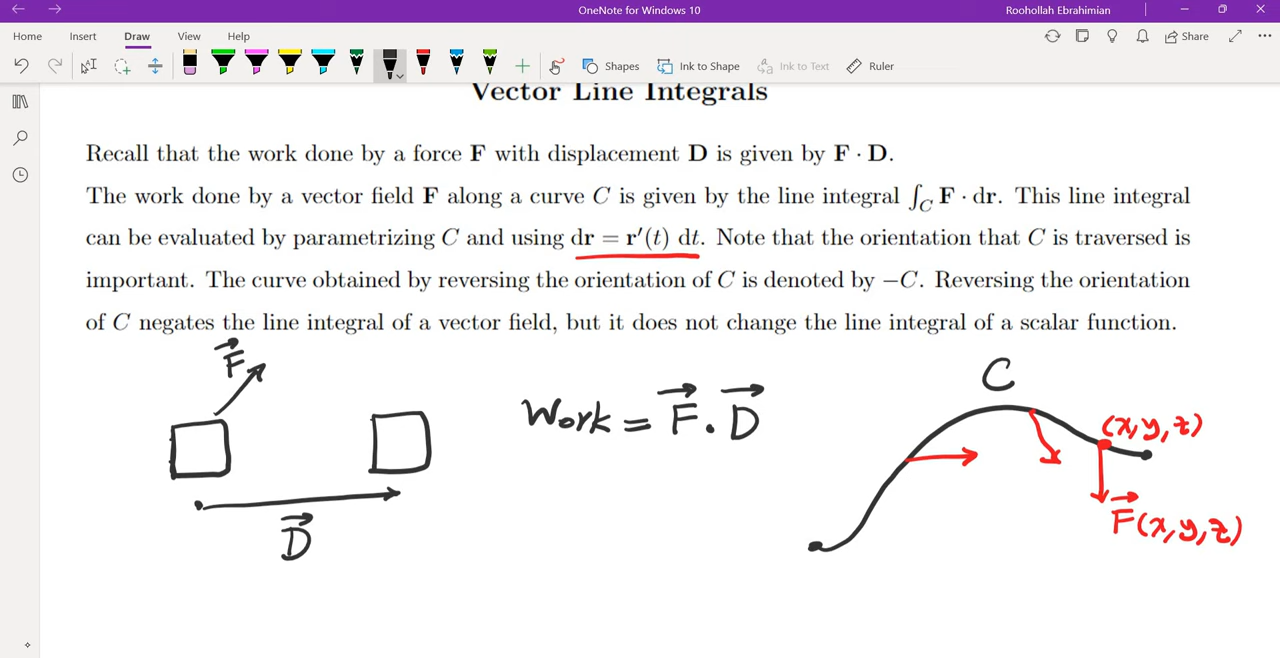 OneNote for Windows 10
Roohollah Ebrahimian
Home Insert Draw View Help
Share
Shapes Ink to Shape Ink to Text Ruler
Vector Line Integrals
Recall that the work done by a force F with displacement D is given by F · D.
The work done by a vector field F along a curve C is given by the line integral ∫_C F · dr. This line integral
can be evaluated by parametrizing C and using dr = r′(t) dt. Note that the orientation that C is traversed is
important. The curve obtained by reversing the orientation of C is denoted by −C. Reversing the orientation
of C negates the line integral of a vector field, but it does not change the line integral of a scalar function.
F⃗
C
Work = F⃗ . D⃗
(x,y,z)
D⃗
F⃗(x,y,z)